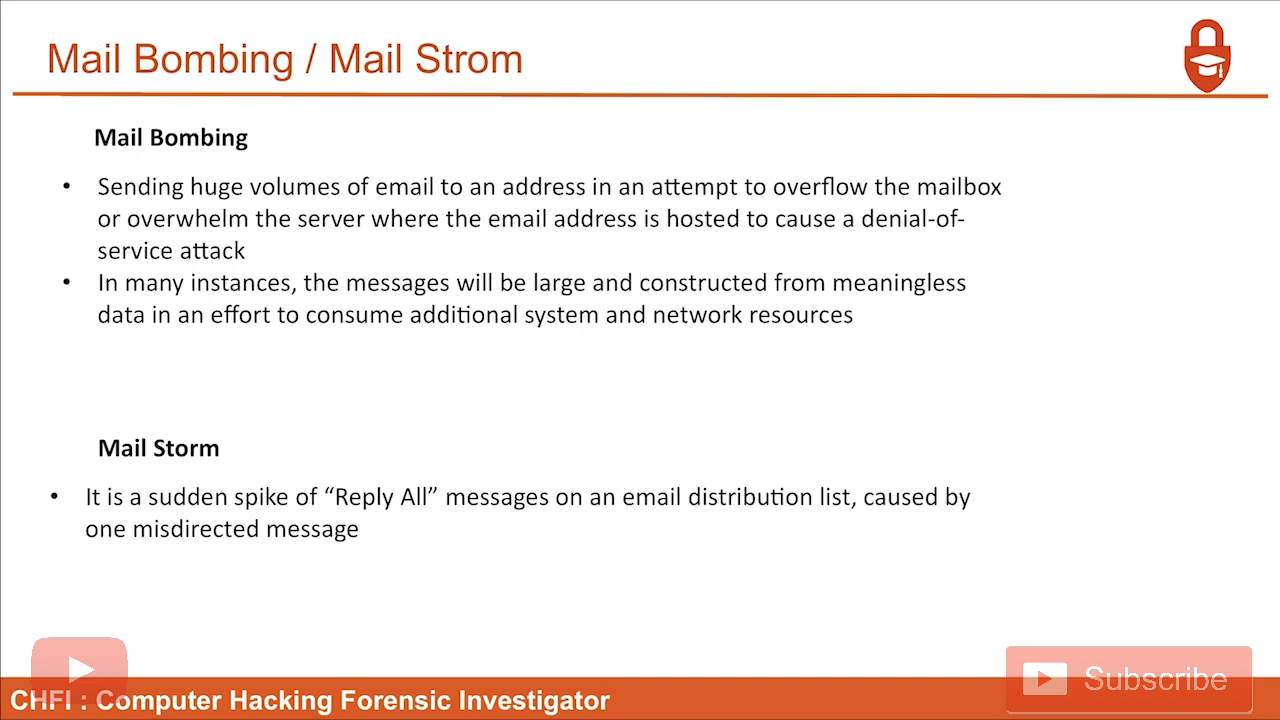 Mail Bombing / Mail Strom
Mail Bombing
• Sending huge volumes of email to an address in an attempt to overflow the mailbox
or overwhelm the server where the email address is hosted to cause a denial-of-
service attack
• In many instances, the messages will be large and constructed from meaningless
data in an effort to consume additional system and network resources
Mail Storm
• It is a sudden spike of “Reply All” messages on an email distribution list, caused by
one misdirected message
Subscribe
CHFI : Computer Hacking Forensic Investigator